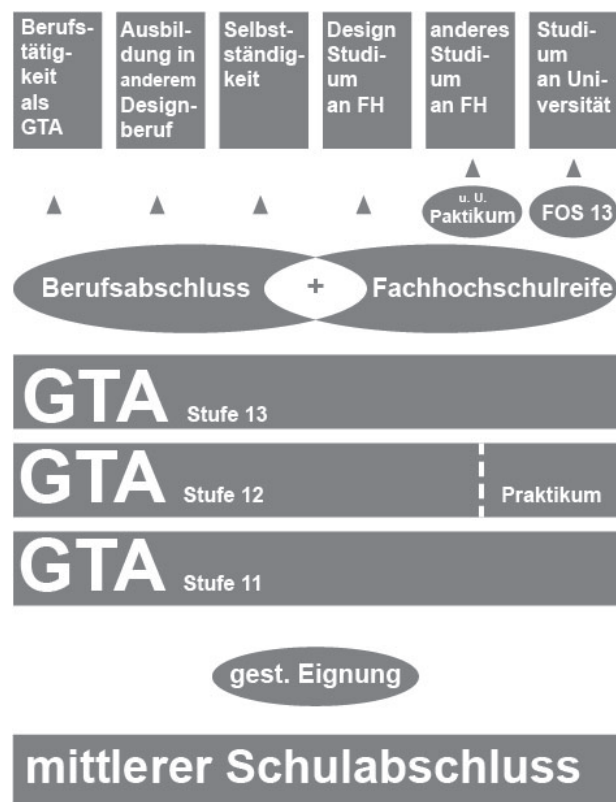 Berufs-
tätig-
keit
als
GTA
Ausbil-
dung in
anderem
Design-
beruf
Selbst-
ständig-
keit
Design
Studi-
um
an FH
anderes
Studi-
um
an FH
Studi-
um
an Uni-
versität
u. U.
Paktikum
FOS 13
Berufsabschluss + Fachhochschulreife
GTA Stufe 13
GTA Stufe 12 Praktikum
GTA Stufe 11
gest. Eignung
mittlerer Schulabschluss